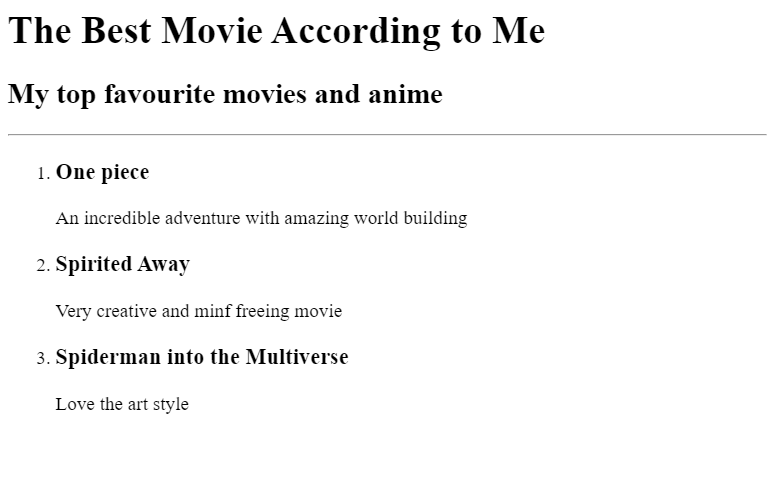 The Best Movie According to Me
My top favourite movies and anime
1. One piece
An incredible adventure with amazing world building
2. Spirited Away
Very creative and minf freeing movie
3. Spiderman into the Multiverse
Love the art style